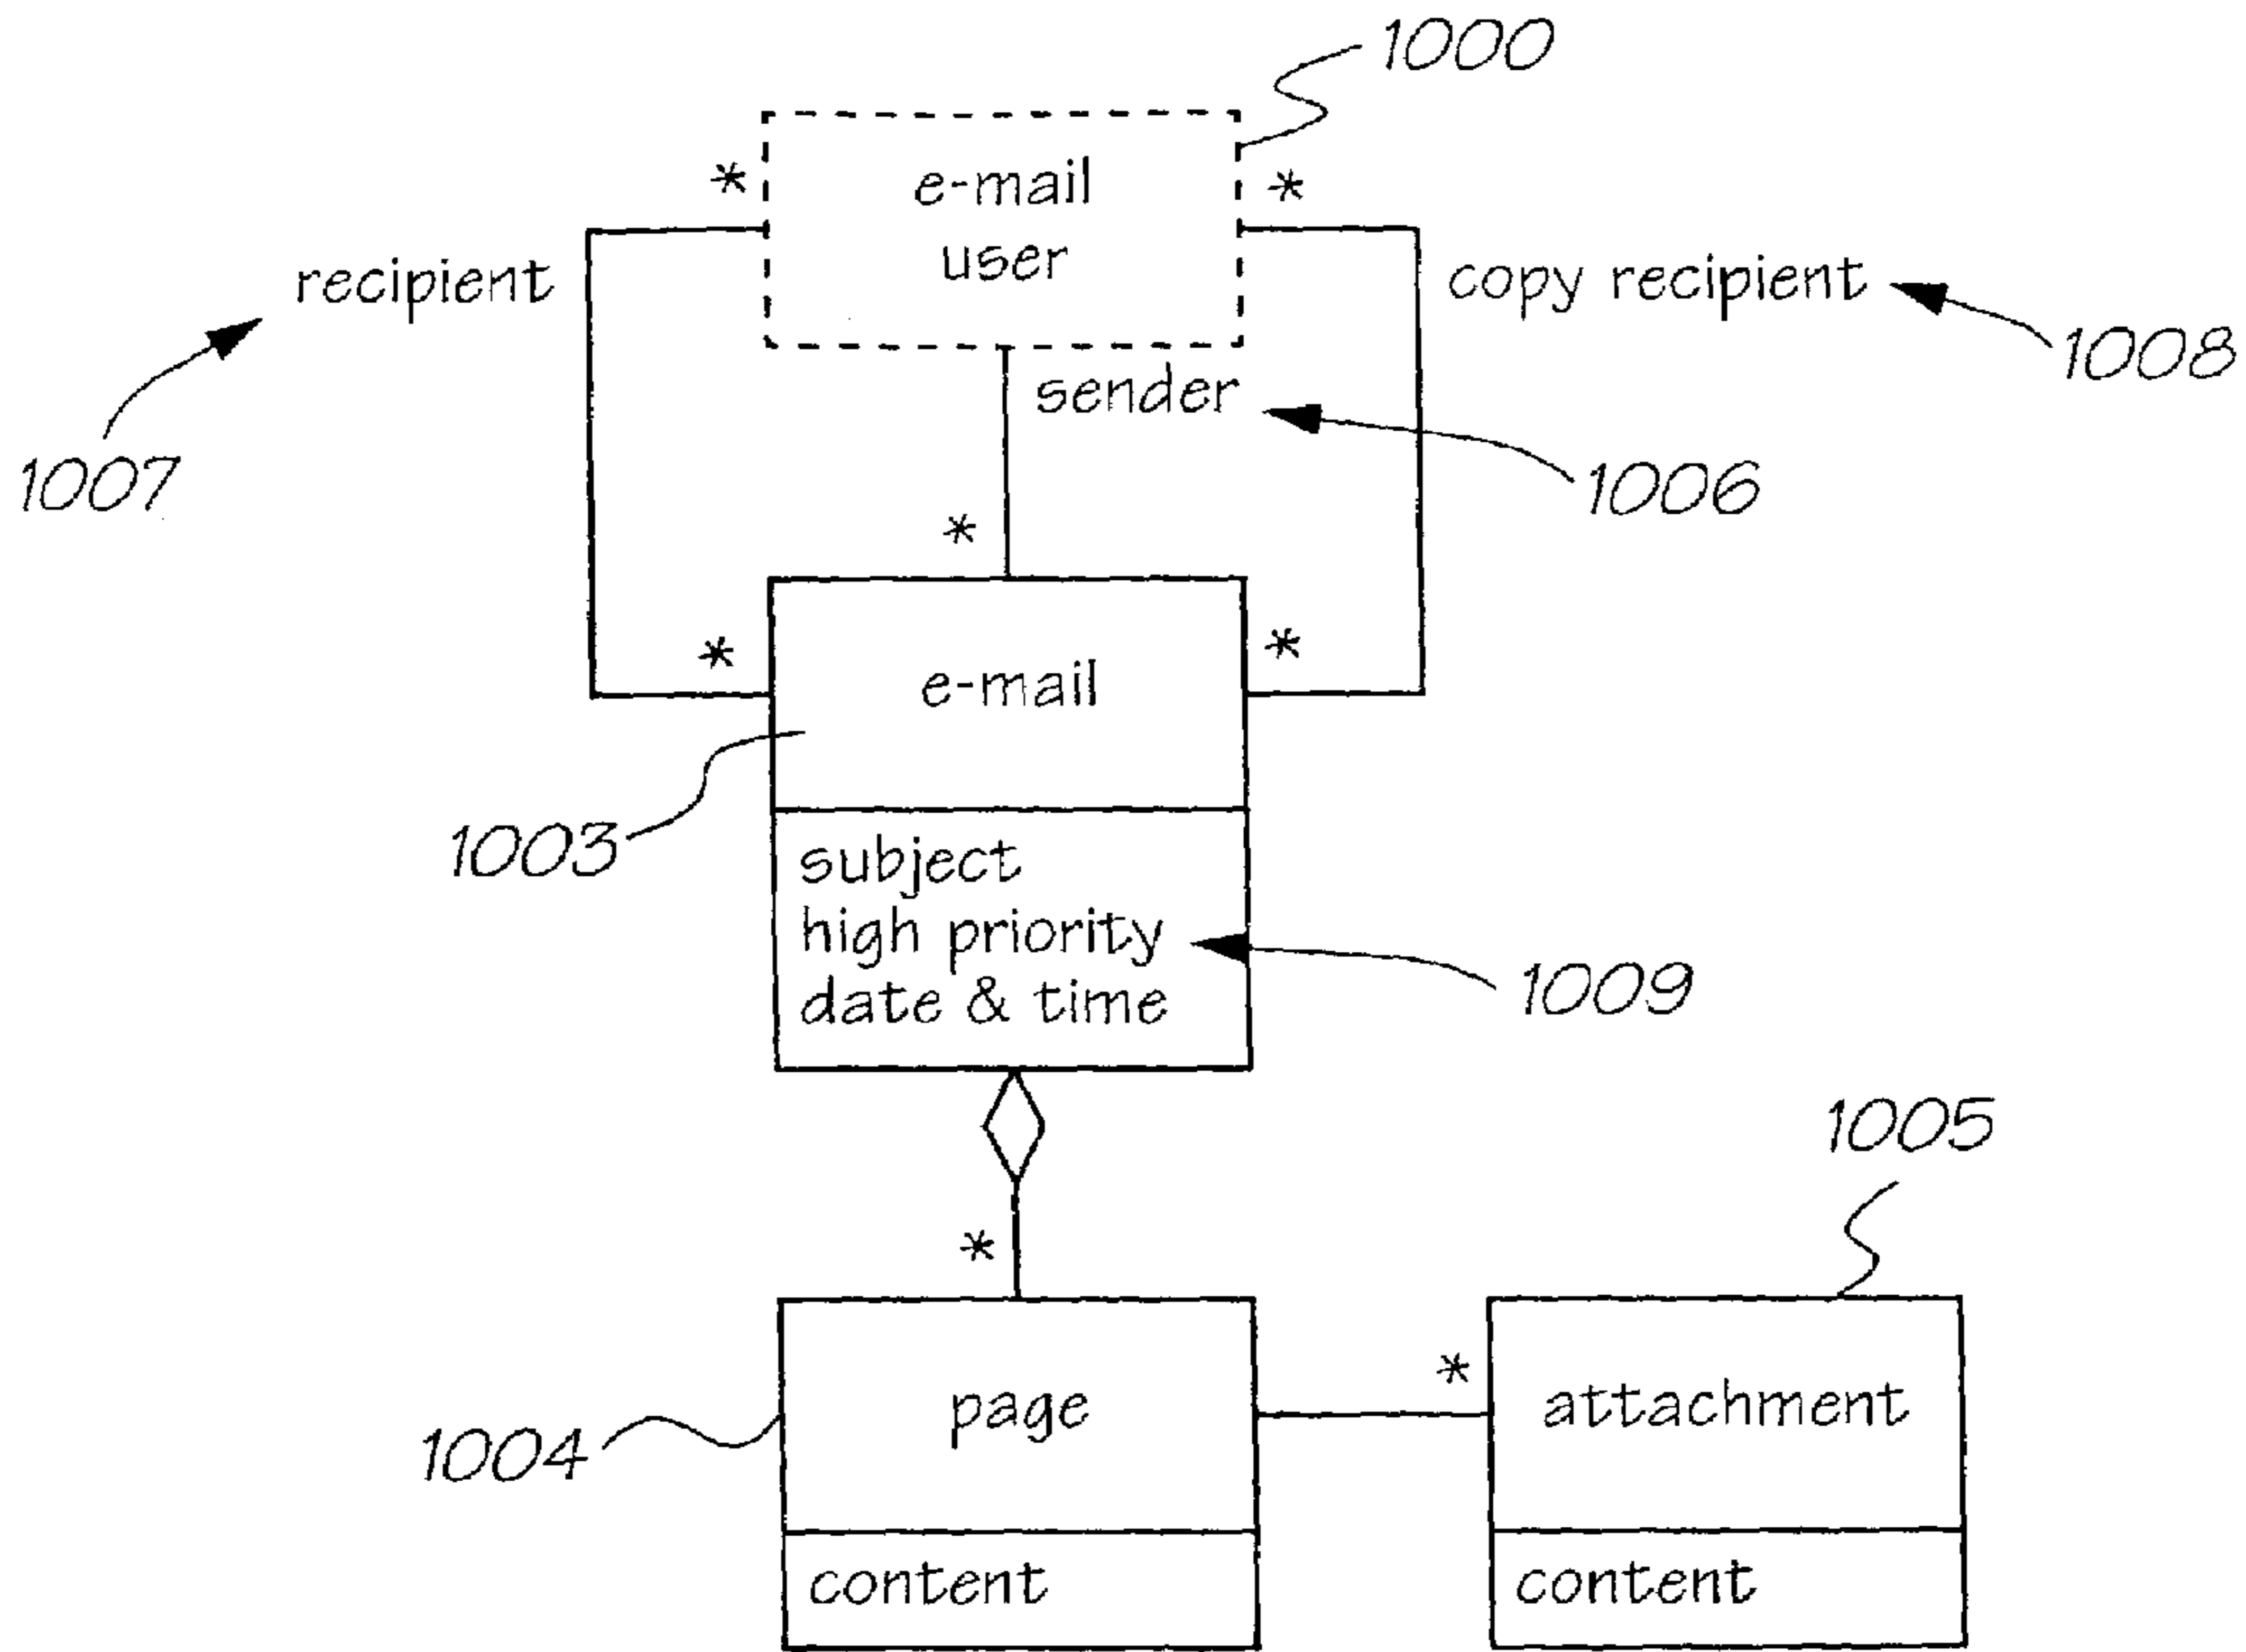 1000
* e-mail *
user
recipient
copy recipient
1008
sender
1007
1006
*
* e-mail *
1003
subject
high priority
date & time
1009
1005
*
*
page
attachment
1004
content
content